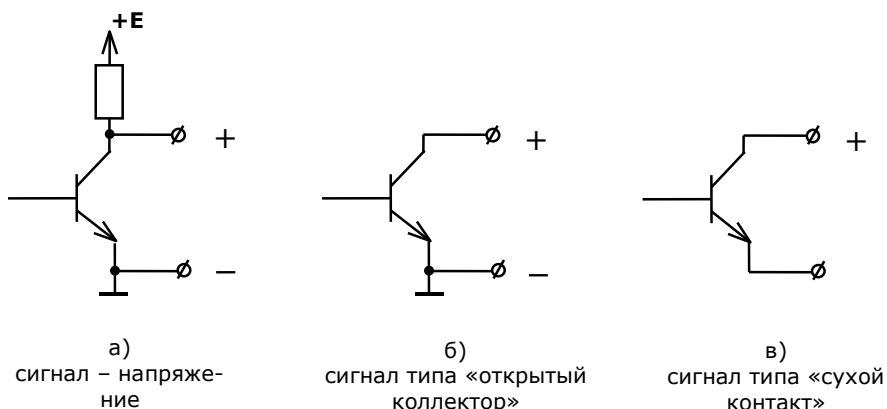 +E
+
+
+
−
−
а)
сигнал – напряже-
ние
б)
сигнал типа «открытый
коллектор»
в)
сигнал типа «сухой
контакт»